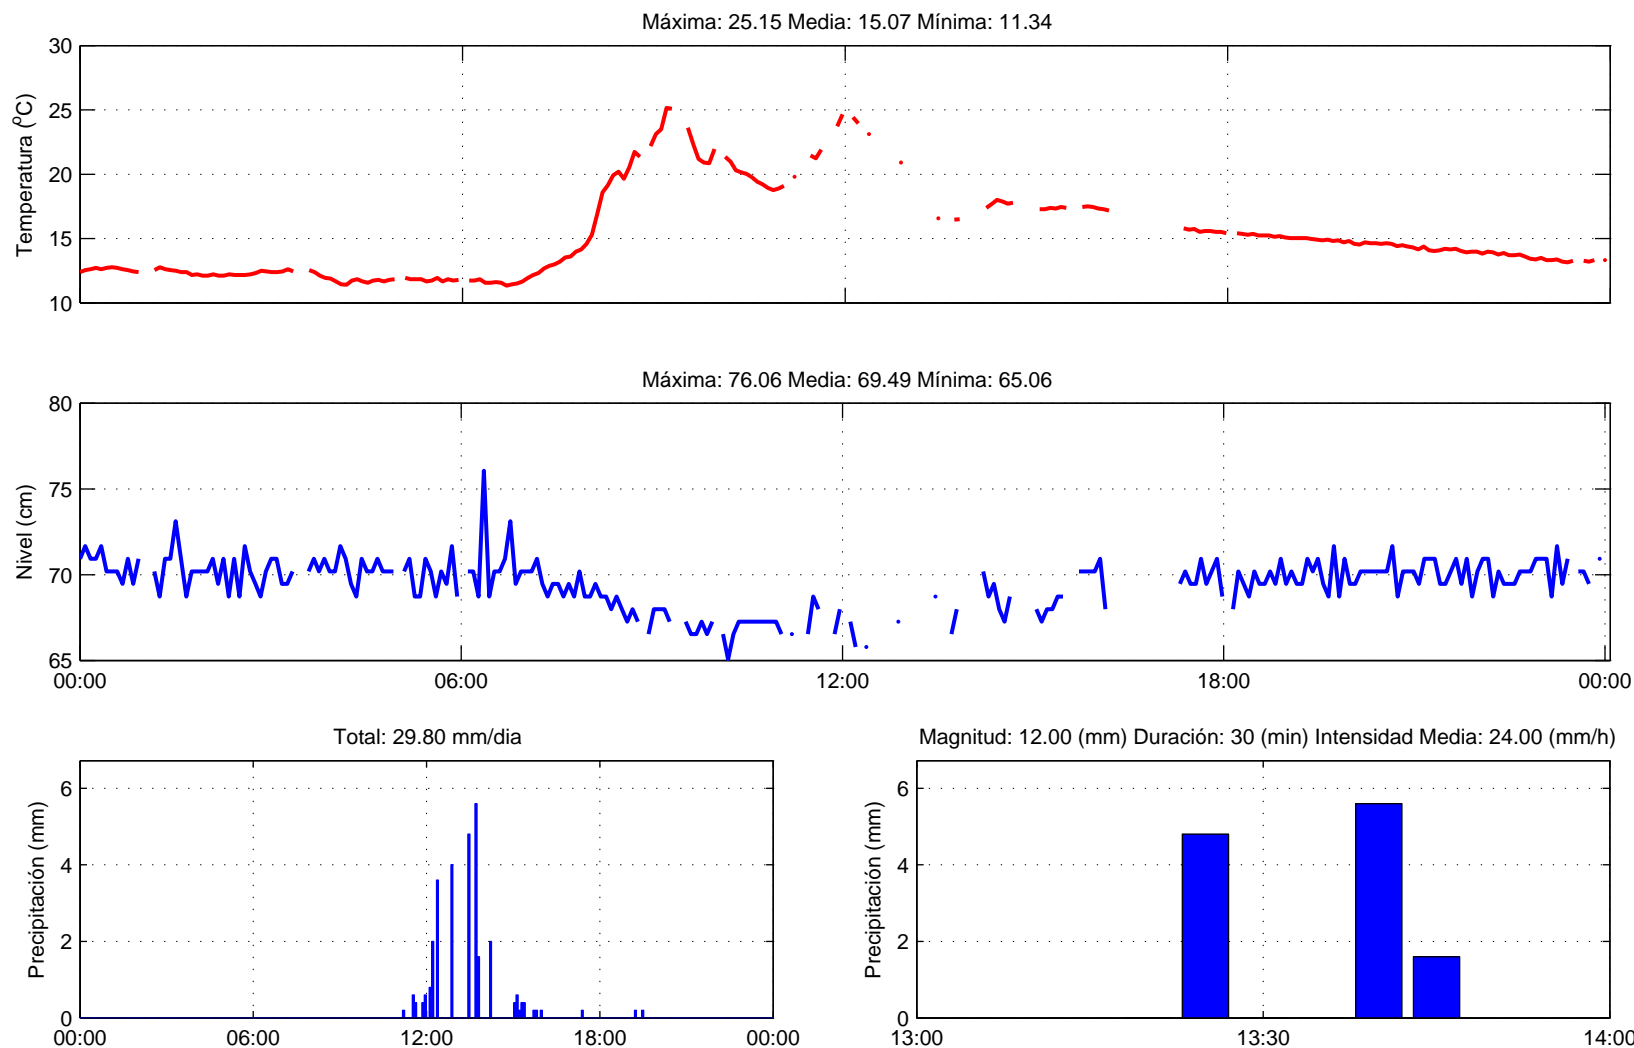 Máxima: 25.15 Media: 15.07 Mínima: 11.34
30
25
20
15
10
Temperatura (⁰C)
Máxima: 76.06 Media: 69.49 Mínima: 65.06
80
75
70
65
Nivel (cm)
00:00 06:00 12:00 18:00 00:00
Total: 29.80 mm/dia
6
4
2
0
Precipitación (mm)
00:00 06:00 12:00 18:00 00:00
Magnitud: 12.00 (mm) Duración: 30 (min) Intensidad Media: 24.00 (mm/h)
6
4
2
0
Precipitación (mm)
13:00 13:30 14:00